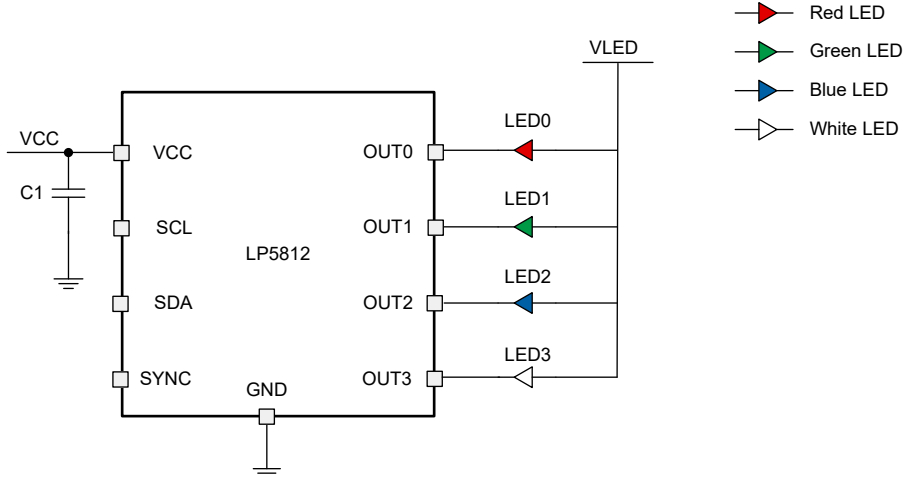 Red LED
Green LED
Blue LED
White LED
VLED
VCC
C1
VCC
SCL
SDA
SYNC
LP5812
GND
OUT0
OUT1
OUT2
OUT3
LED0
LED1
LED2
LED3